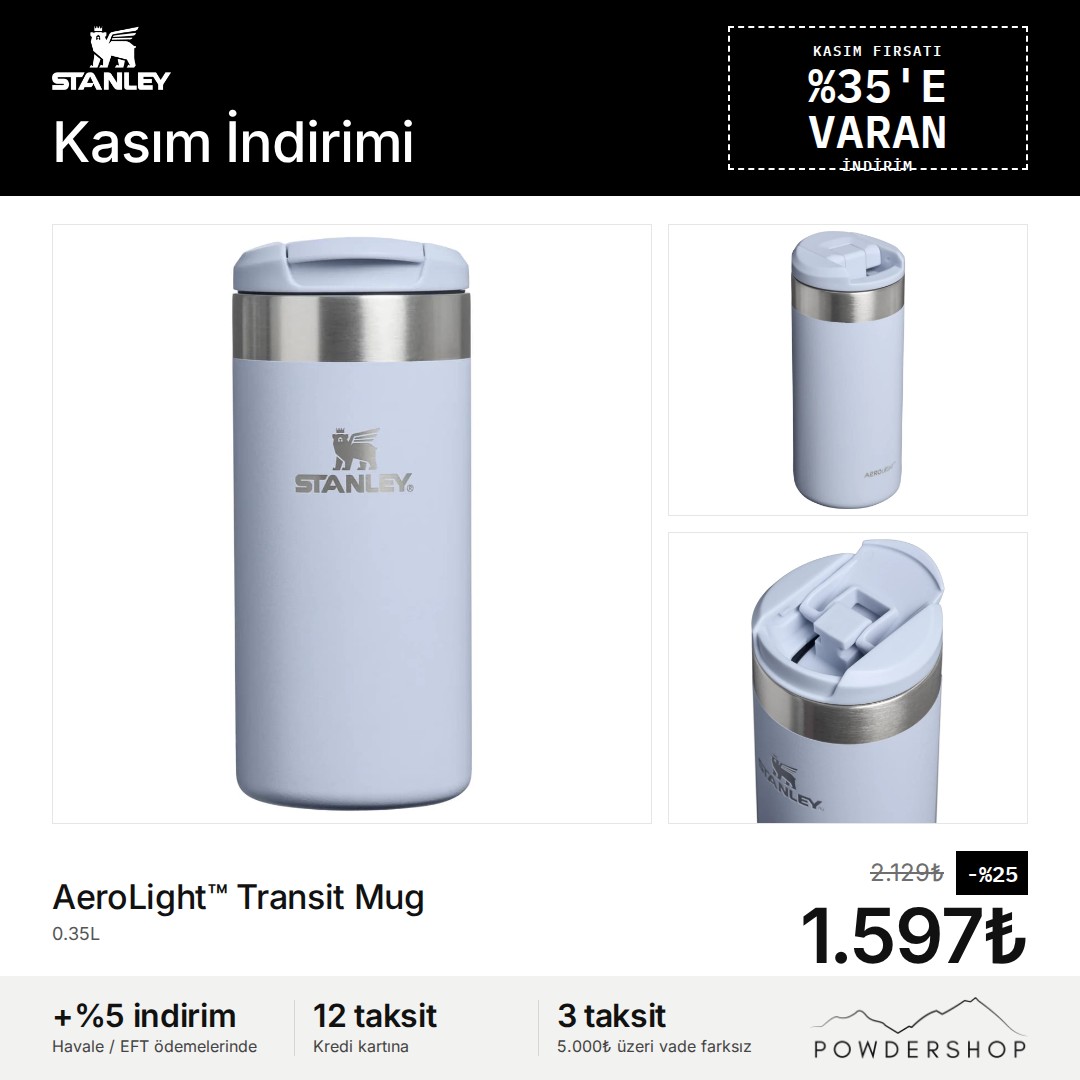 STANLEY
Kasım İndirimi
KASIM FIRSATI
%35'E
VARAN
İNDİRİM
STANLEY®
AEROLIGHT™
STANLEY
AeroLight™ Transit Mug
0.35L
2.129₺
-%25
1.597₺
+%5 indirim
Havale / EFT ödemelerinde
12 taksit
Kredi kartına
3 taksit
5.000₺ üzeri vade farksız
POWDERSHOP